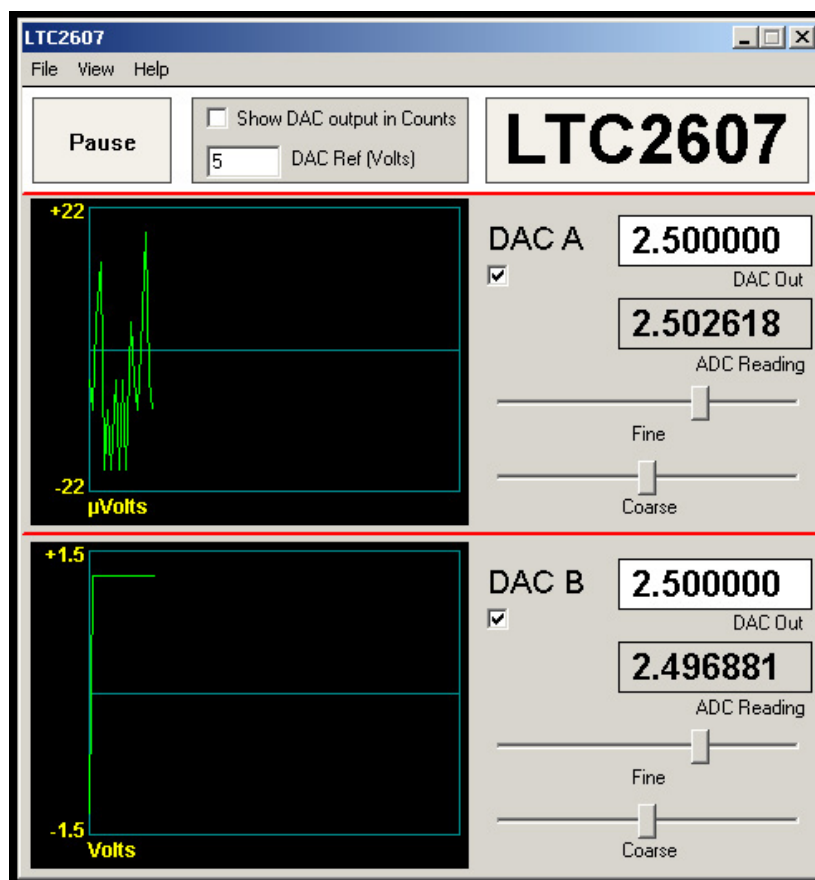 LTC2607
File View Help
Pause
Show DAC output in Counts
5 DAC Ref (Volts)
LTC2607
+22
-22
µVolts
DAC A
2.500000
DAC Out
2.502618
ADC Reading
Fine
Coarse
+1.5
-1.5
Volts
DAC B
2.500000
DAC Out
2.496881
ADC Reading
Fine
Coarse